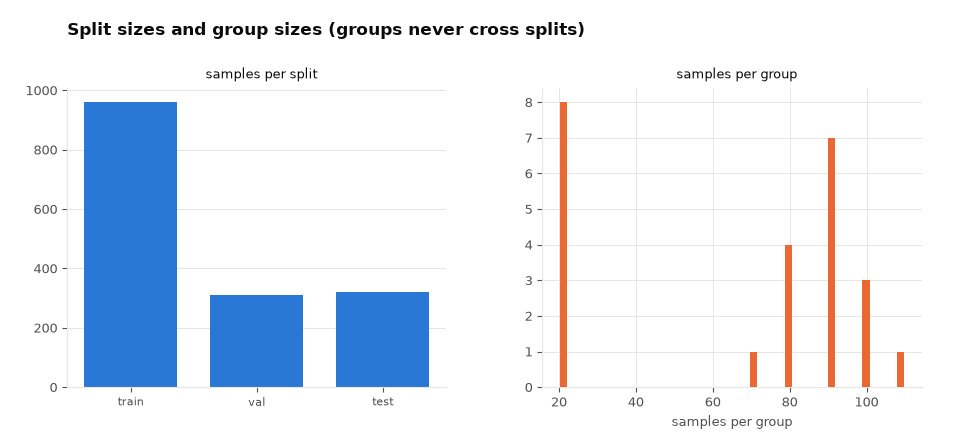 Split sizes and group sizes (groups never cross splits)
samples per split
1000
800
600
400
200
0
train val test
samples per group
8
7
6
5
4
3
2
1
0
20 40 60 80 100
samples per group